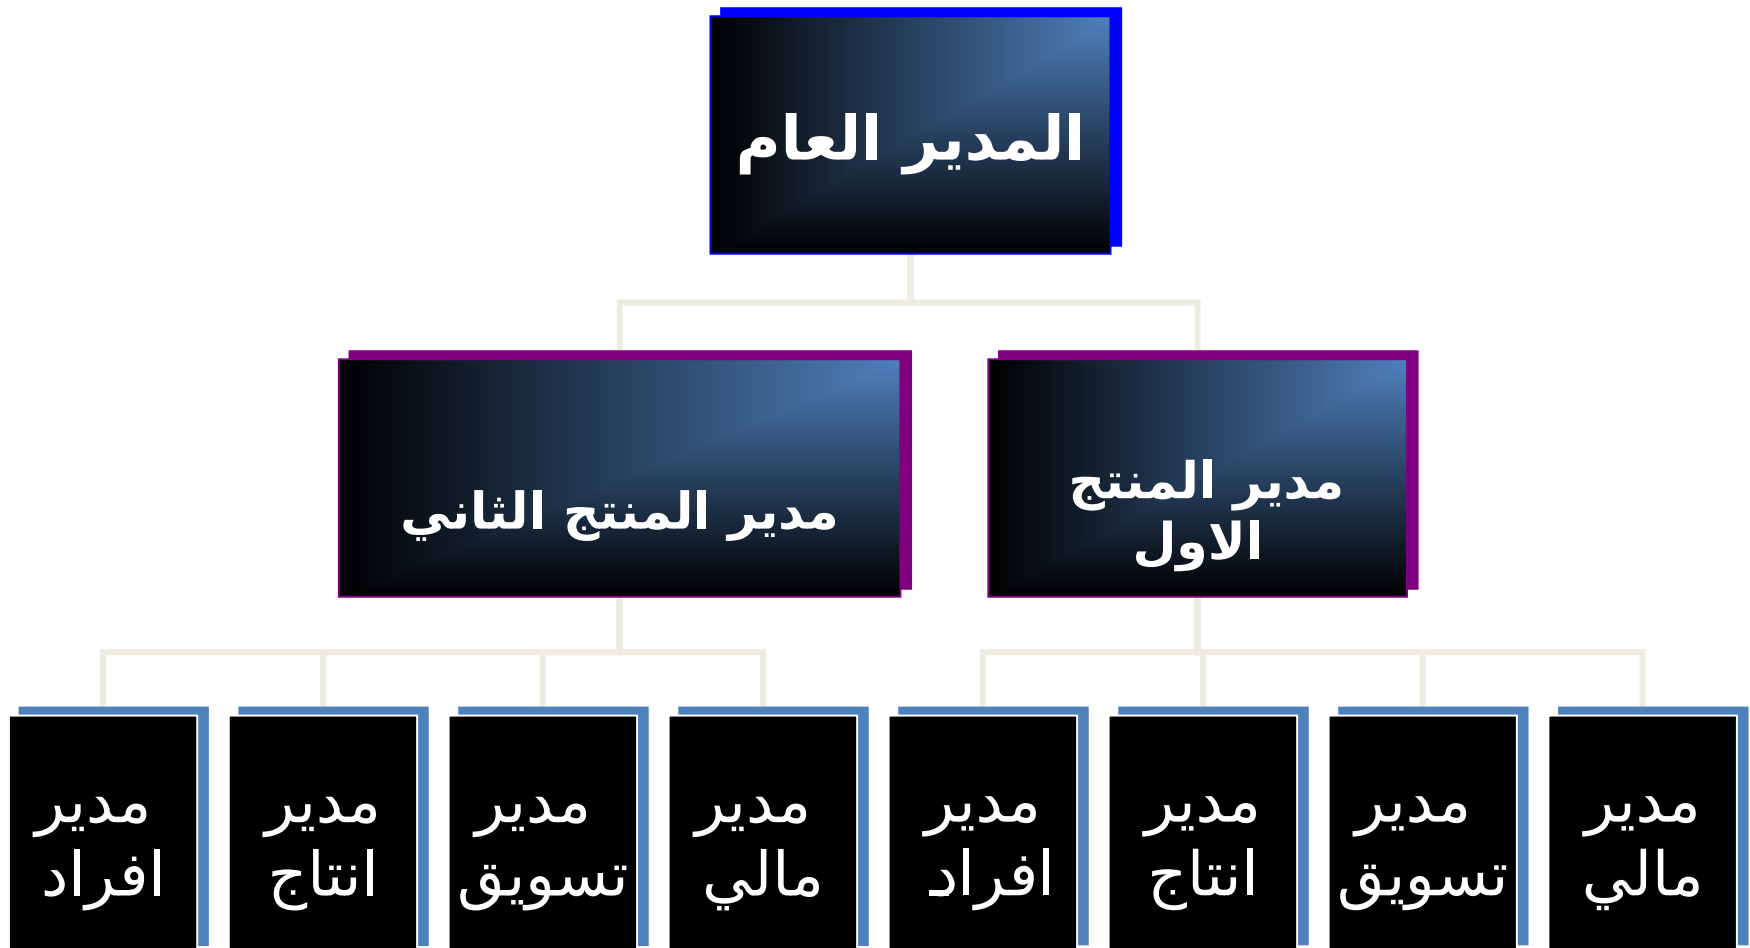 المدير العام
مدير المنتج
الاول
مدير المنتج الثاني
مدير
مالي
مدير
تسويق
مدير
انتاج
مدير
افرادـ
مدير
مالي
مدير
تسويق
مدير
انتاج
مدير
افراد